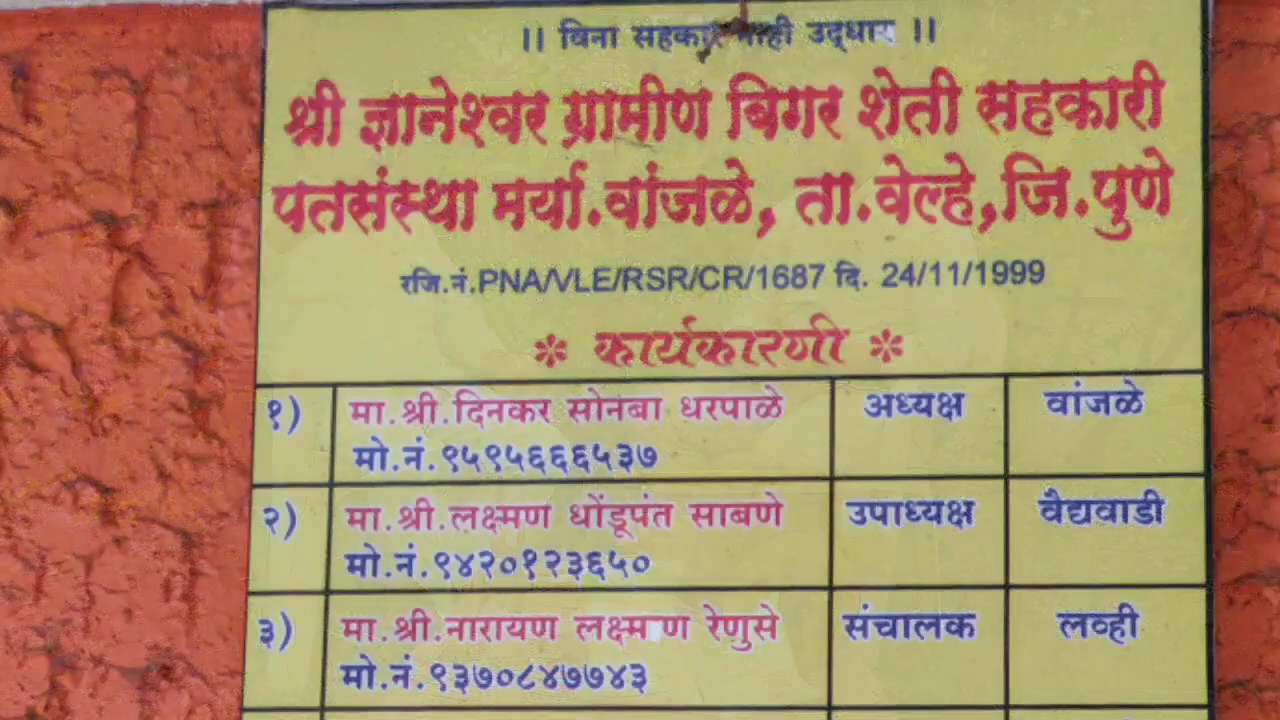 || विना सहकार नाही उद्धार ||
श्री ज्ञानेश्वर ग्रामीण बिगर शेती सहकारी
पतसंस्था मर्या.वांजळे, ता.वेल्हे,जि.पुणे
रजि.नं.PNA/VLE/RSR/CR/1687 दि. 24/11/1999
* कार्यकारणी *
१) मा.श्री.दिनकर सोनबा धरपाळे अध्यक्ष वांजळे
मो.नं.९५९५६६६५३७
२) मा.श्री.लक्ष्मण धोंडूपंत साबणे उपाध्यक्ष वैद्यवाडी
मो.नं.९४२०१२३६५०
३) मा.श्री.नारायण लक्ष्मण रेणुसे संचालक लव्ही
मो.नं.९३७०८४७७४३